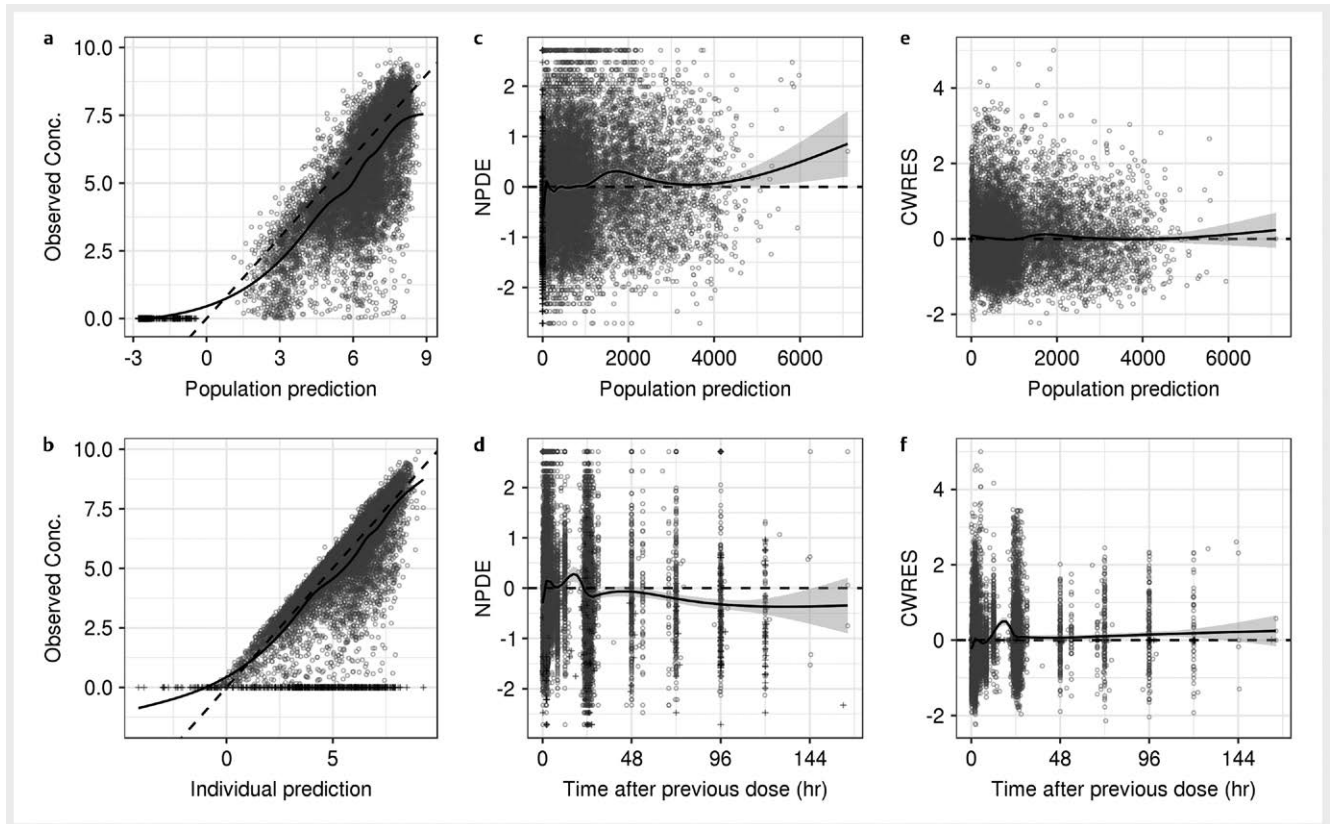 a
10.0
7.5
5.0
2.5
0.0
Observed Conc.
-3 0 3 6 9
Population prediction
c
2
1
0
-1
-2
NPDE
0 2000 4000 6000
Population prediction
e
4
2
0
-2
CWRES
0 2000 4000 6000
Population prediction
b
10.0
7.5
5.0
2.5
0.0
Observed Conc.
0 5
Individual prediction
d
2
1
0
-1
-2
NPDE
0 48 96 144
Time after previous dose (hr)
f
4
2
0
-2
CWRES
0 48 96 144
Time after previous dose (hr)